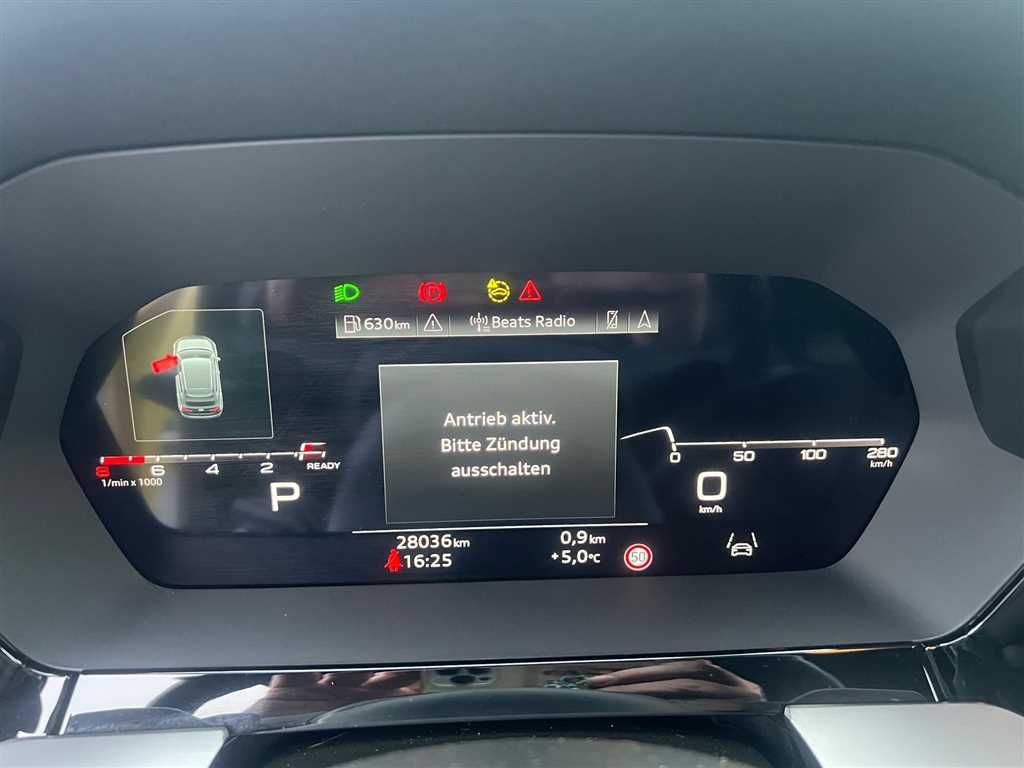 630km
Beats Radio
Antrieb aktiv.
Bitte Zündung
ausschalten
8 6 4 2
READY
1/min x 1000
P
0 50 100 280
km/h
0
km/h
28036km
0,9km
16:25
+5,0°C
50